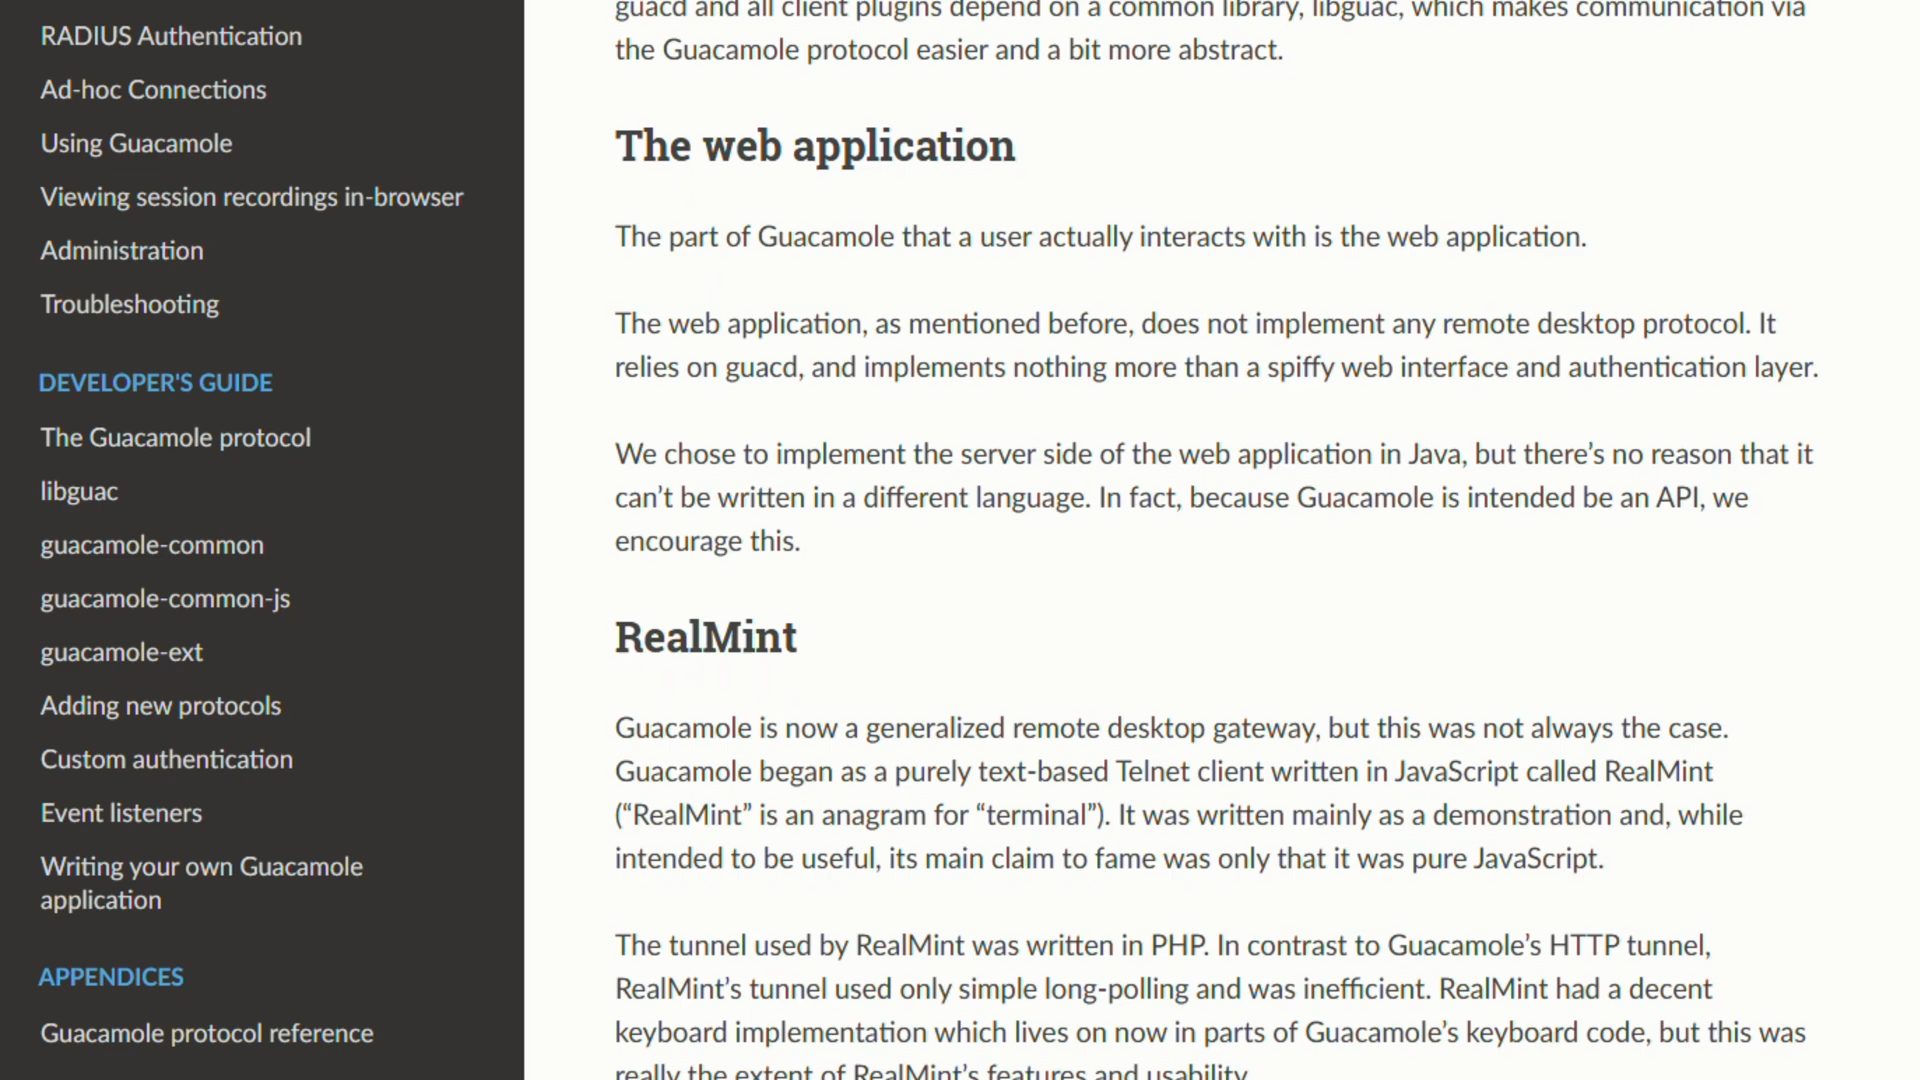 RADIUS Authentication
Ad-hoc Connections
Using Guacamole
Viewing session recordings in-browser
Administration
Troubleshooting
DEVELOPER'S GUIDE
The Guacamole protocol
libguac
guacamole-common
guacamole-common-js
guacamole-ext
Adding new protocols
Custom authentication
Event listeners
Writing your own Guacamole
application
APPENDICES
Guacamole protocol reference
guacd and all client plugins depend on a common library, libguac, which makes communication via
the Guacamole protocol easier and a bit more abstract.
The web application
The part of Guacamole that a user actually interacts with is the web application.
The web application, as mentioned before, does not implement any remote desktop protocol. It
relies on guacd, and implements nothing more than a spiffy web interface and authentication layer.
We chose to implement the server side of the web application in Java, but there’s no reason that it
can’t be written in a different language. In fact, because Guacamole is intended be an API, we
encourage this.
RealMint
Guacamole is now a generalized remote desktop gateway, but this was not always the case.
Guacamole began as a purely text-based Telnet client written in JavaScript called RealMint
(“RealMint” is an anagram for “terminal”). It was written mainly as a demonstration and, while
intended to be useful, its main claim to fame was only that it was pure JavaScript.
The tunnel used by RealMint was written in PHP. In contrast to Guacamole’s HTTP tunnel,
RealMint’s tunnel used only simple long-polling and was inefficient. RealMint had a decent
keyboard implementation which lives on now in parts of Guacamole’s keyboard code, but this was
really the extent of RealMint’s features and usability.